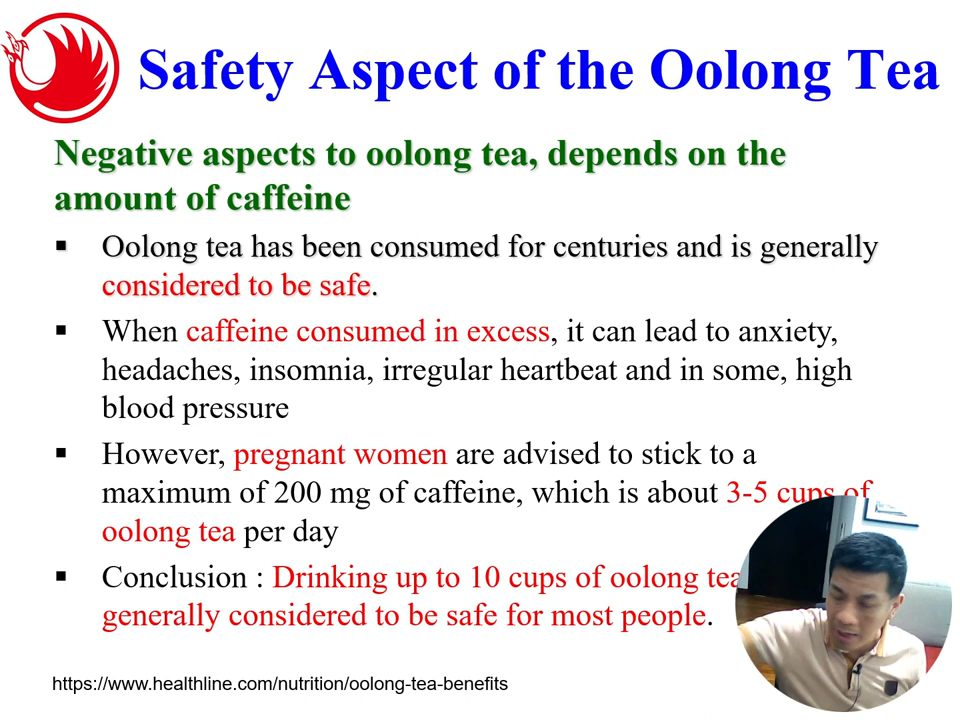 Safety Aspect of the Oolong Tea
Negative aspects to oolong tea, depends on the
amount of caffeine
▪ Oolong tea has been consumed for centuries and is generally
considered to be safe.
▪ When caffeine consumed in excess, it can lead to anxiety,
headaches, insomnia, irregular heartbeat and in some, high
blood pressure
▪ However, pregnant women are advised to stick to a
maximum of 200 mg of caffeine, which is about 3-5 cups of
oolong tea per day
▪ Conclusion : Drinking up to 10 cups of oolong tea
generally considered to be safe for most people.
https://www.healthline.com/nutrition/oolong-tea-benefits